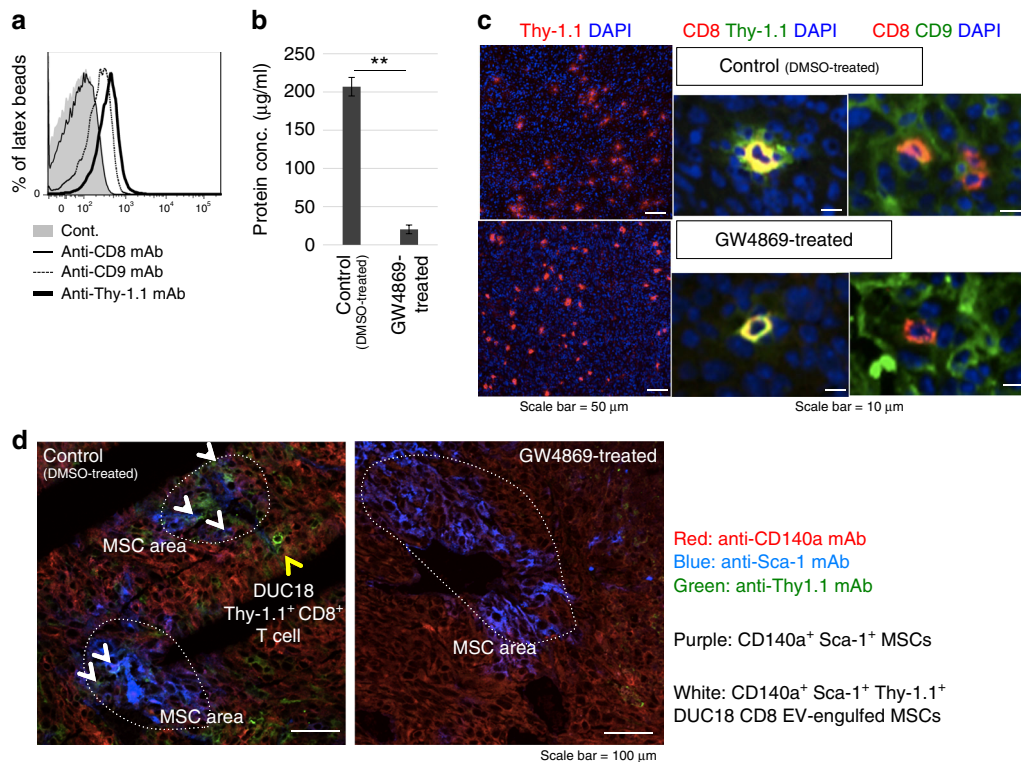 a
% of latex beads
0
0 10² 10³ 10⁴ 10⁵
Cont.
Anti-CD8 mAb
Anti-CD9 mAb
Anti-Thy-1.1 mAb
b
Protein conc. (μg/ml)
250
200
150
100
50
0
**
Control
(DMSO-treated)
GW4869-
treated
c
Thy-1.1 DAPI
CD8 Thy-1.1 DAPI
CD8 CD9 DAPI
Control (DMSO-treated)
GW4869-treated
Scale bar = 50 μm
Scale bar = 10 μm
d
Control
(DMSO-treated)
MSC area
DUC18
Thy-1.1⁺ CD8⁺
T cell
MSC area
GW4869-treated
MSC area
Scale bar = 100 μm
Red: anti-CD140a mAb
Blue: anti-Sca-1 mAb
Green: anti-Thy1.1 mAb
Purple: CD140a⁺ Sca-1⁺ MSCs
White: CD140a⁺ Sca-1⁺ Thy-1.1⁺
DUC18 CD8 EV-engulfed MSCs